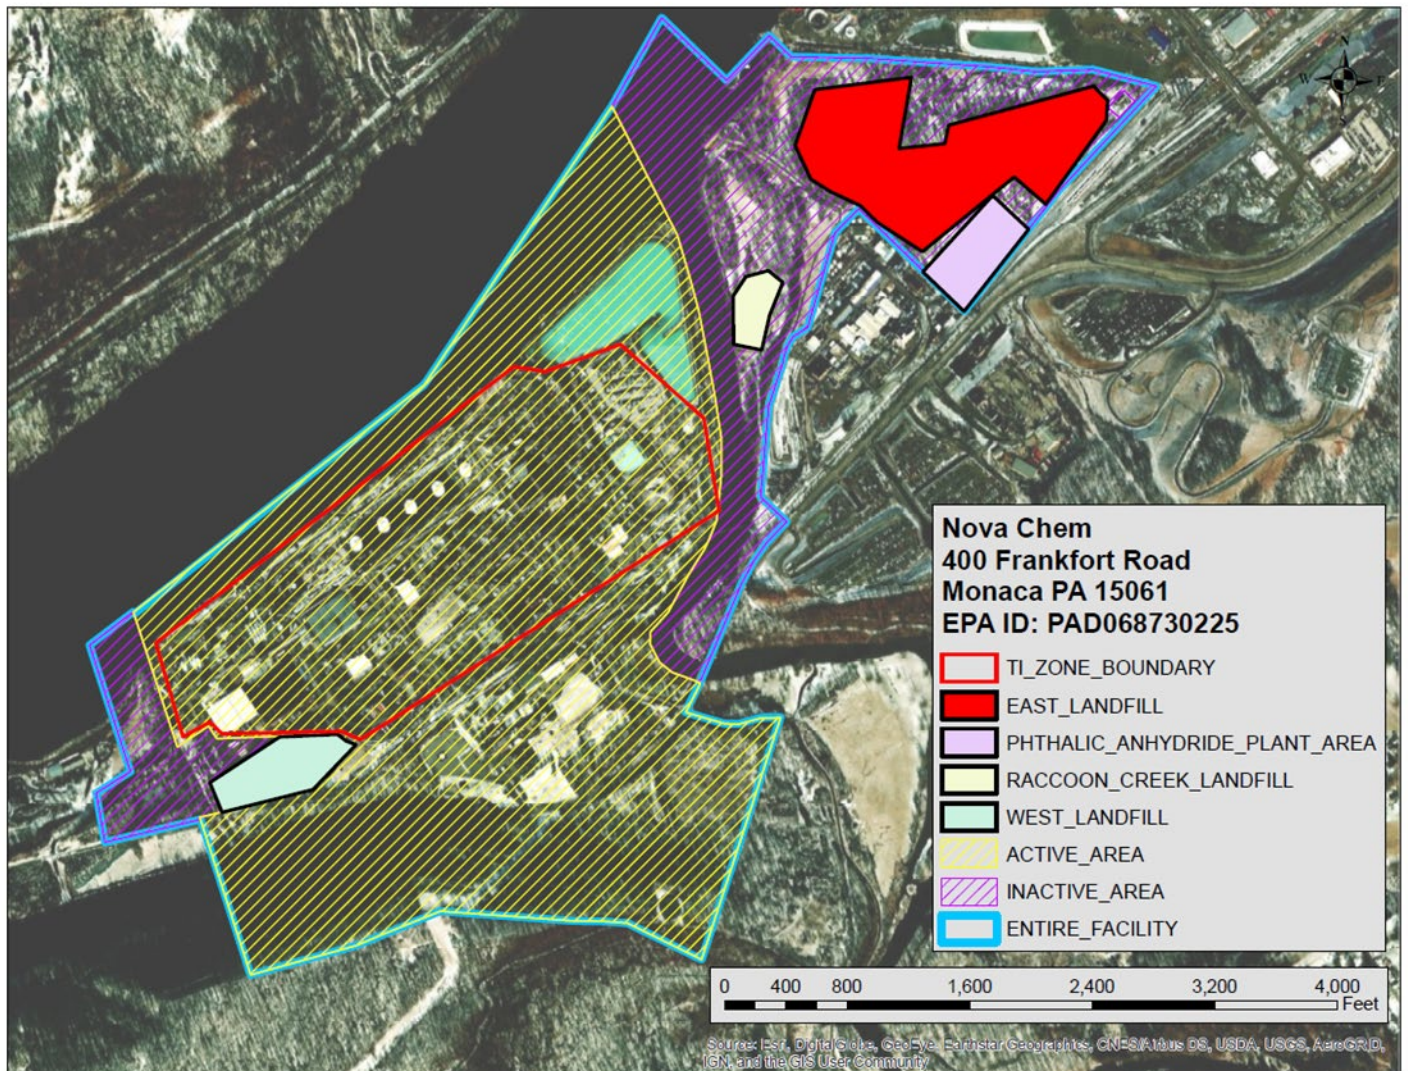 N
W E
S
Nova Chem
400 Frankfort Road
Monaca PA 15061
EPA ID: PAD068730225
TI_ZONE_BOUNDARY
EAST_LANDFILL
PHTHALIC_ANHYDRIDE_PLANT_AREA
RACCOON_CREEK_LANDFILL
WEST_LANDFILL
ACTIVE_AREA
INACTIVE_AREA
ENTIRE_FACILITY
0 400 800 1,600 2,400 3,200 4,000
Feet
Source: Esri, DigitalGlobe, GeoEye, Earthstar Geographics, CNES/Airbus DS, USDA, USGS, AeroGRID,
IGN, and the GIS User Community